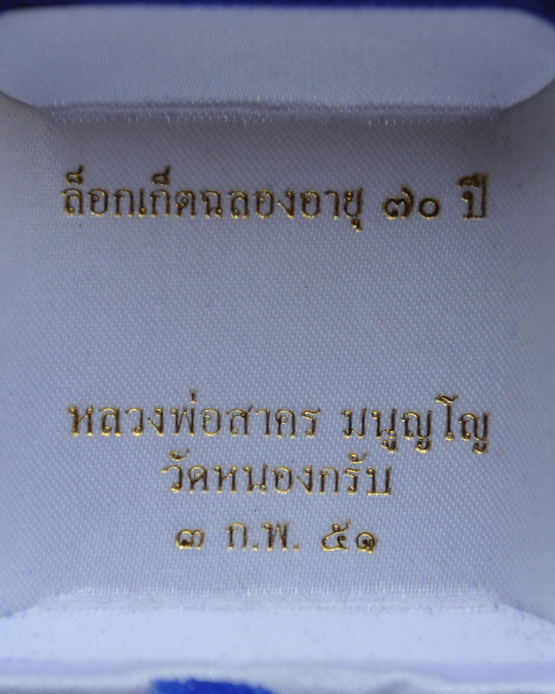 ล็อกเก็ตฉลองอายุ ๗๐ ปี
หลวงพ่อสาคร มนูญโญ
วัดหนองกรับ
๓ ก.พ. ๕๑